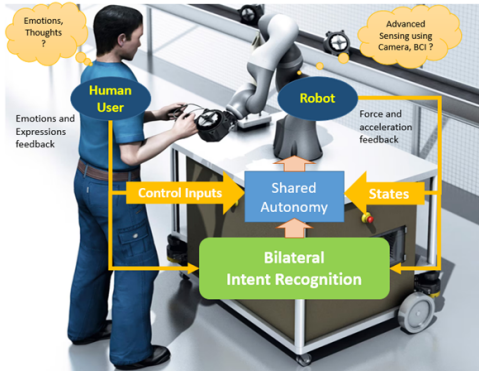 Emotions,
Thoughts
?
Advanced
Sensing using
Camera, BCI ?
Human
User
Robot
Emotions and
Expressions
feedback
Force and
acceleration
feedback
Control Inputs
Shared
Autonomy
States
Bilateral
Intent Recognition